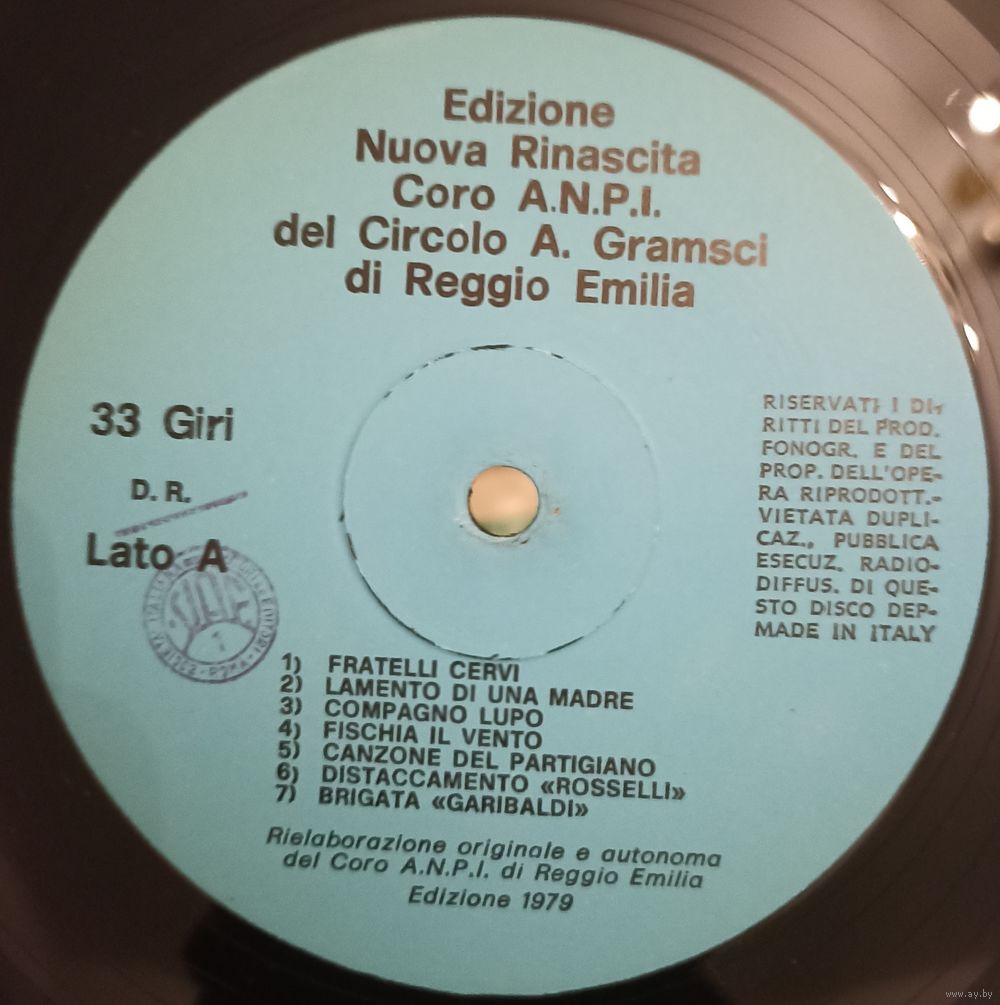 Edizione
Nuova Rinascita
Coro A.N.P.I.
del Circolo A. Gramsci
di Reggio Emilia
33 Giri
D. R.
Lato A
RISERVATI I DI-
RITTI DEL PROD.
FONOGR. E DEL
PROP. DELL'OPE-
RA RIPRODOTT.-
VIETATA DUPLI-
CAZ., PUBBLICA
ESECUZ. RADIO-
DIFFUS. DI QUE-
STO DISCO DEP-
MADE IN ITALY
1) FRATELLI CERVI
2) LAMENTO DI UNA MADRE
3) COMPAGNO LUPO
4) FISCHIA IL VENTO
5) CANZONE DEL PARTIGIANO
6) DISTACCAMENTO «ROSSELLI»
7) BRIGATA «GARIBALDI»
Rielaborazione originale e autonoma
del Coro A.N.P.I. di Reggio Emilia
Edizione 1979
www.ay.by